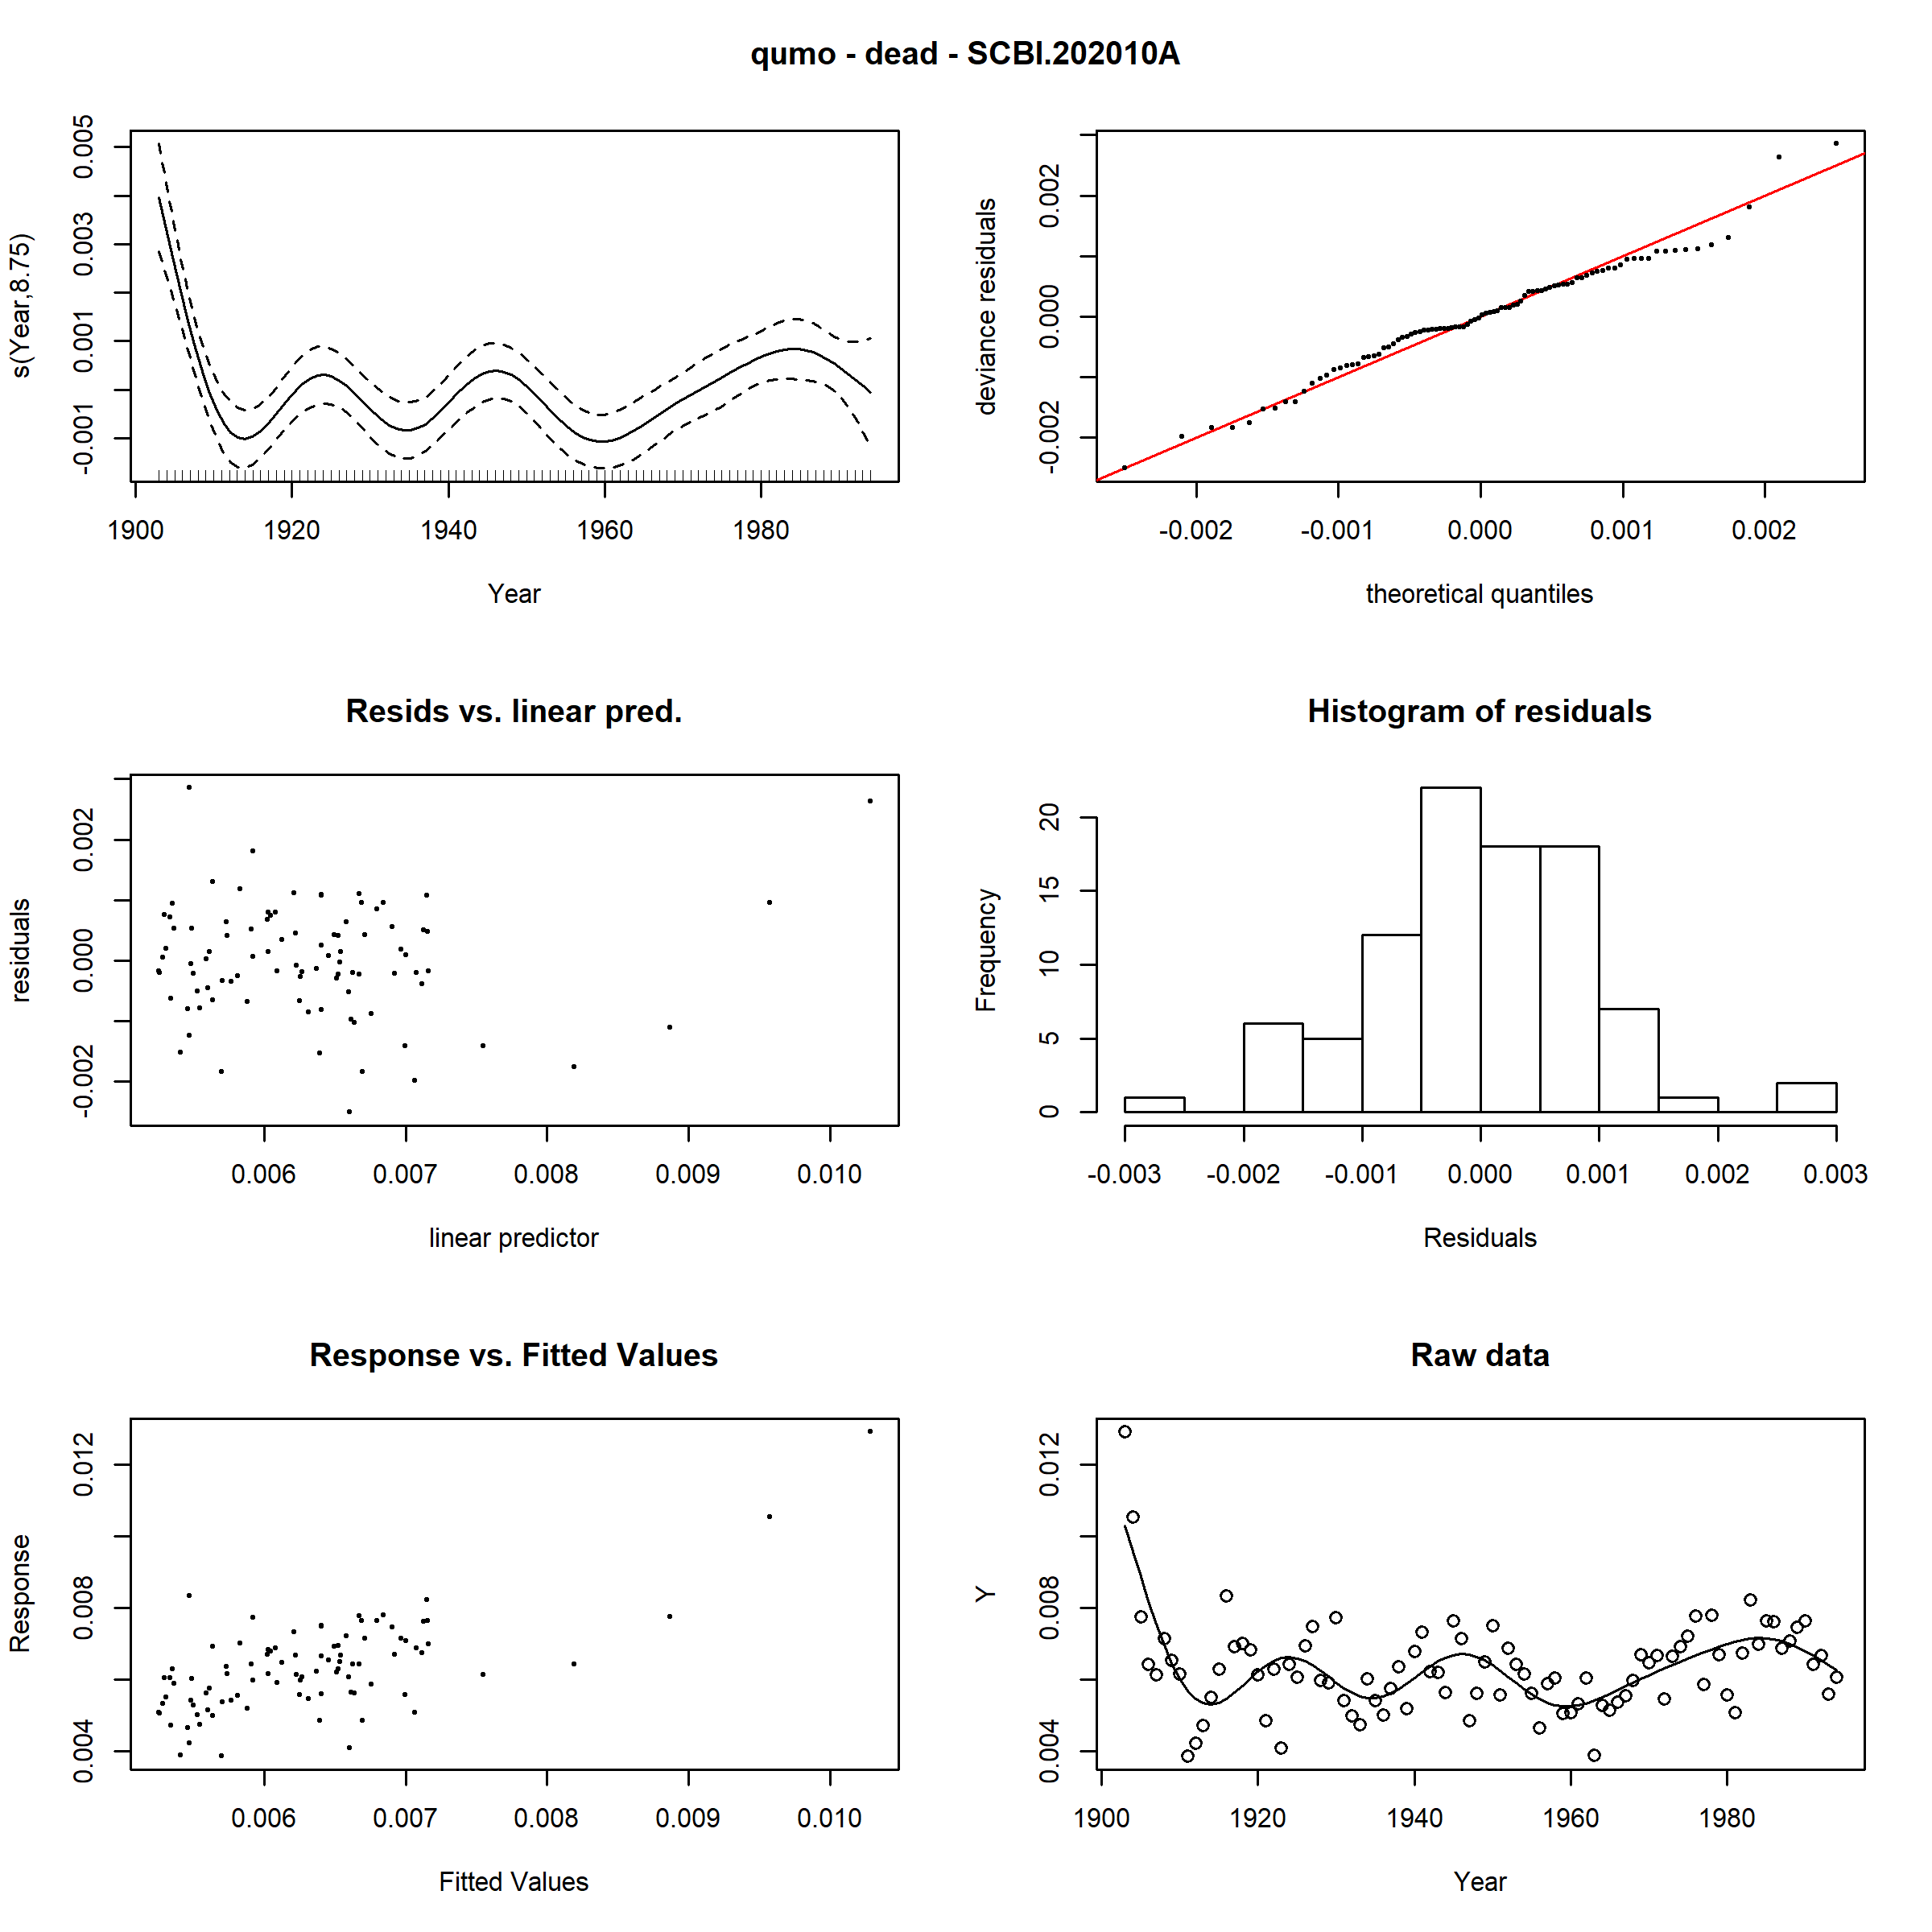 qumo - dead - SCBI.202010A
s(Year,8.75)
-0.001 0.001 0.003 0.005
1900 1920 1940 1960 1980
Year
deviance residuals
-0.002 0.000 0.002
-0.002 -0.001 0.000 0.001 0.002
theoretical quantiles
Resids vs. linear pred.
residuals
-0.002 0.000 0.002
0.006 0.007 0.008 0.009 0.010
linear predictor
Histogram of residuals
Frequency
0 5 10 15 20
-0.003 -0.002 -0.001 0.000 0.001 0.002 0.003
Residuals
Response vs. Fitted Values
Response
0.004 0.008 0.012
0.006 0.007 0.008 0.009 0.010
Fitted Values
Raw data
Y
0.004 0.008 0.012
1900 1920 1940 1960 1980
Year